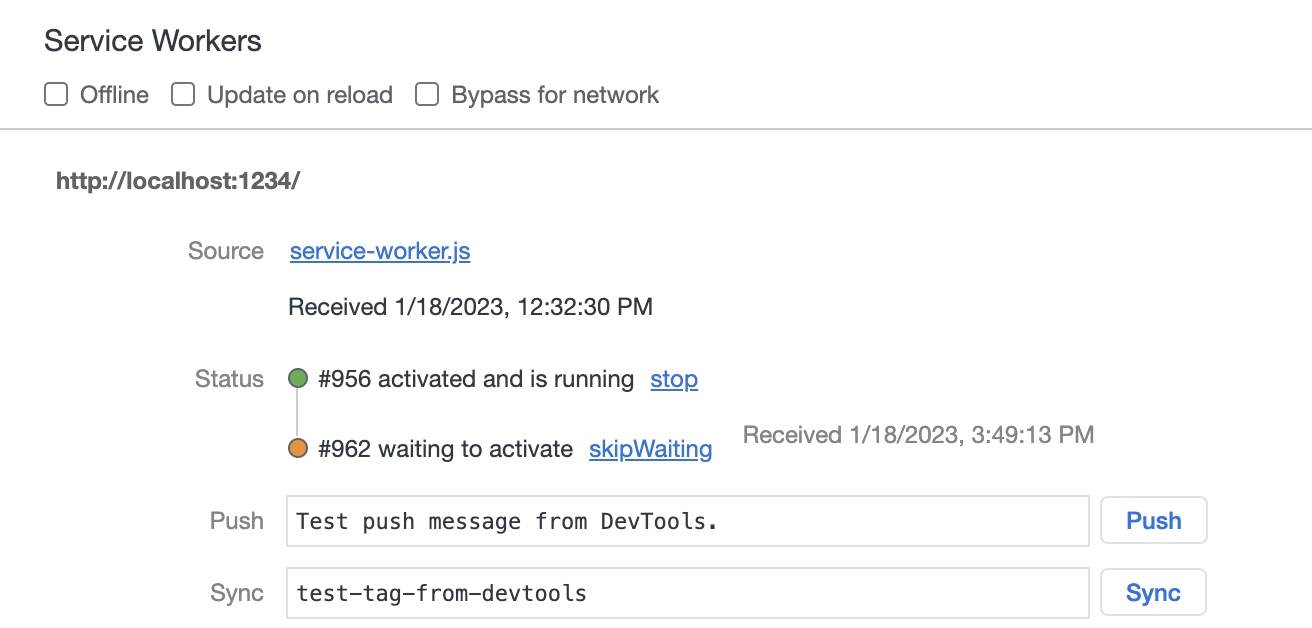 Service Workers
Offline Update on reload Bypass for network
http://localhost:1234/
Source service-worker.js
Received 1/18/2023, 12:32:30 PM
Status #956 activated and is running stop
#962 waiting to activate skipWaiting Received 1/18/2023, 3:49:13 PM
Push Test push message from DevTools. Push
Sync test-tag-from-devtools Sync